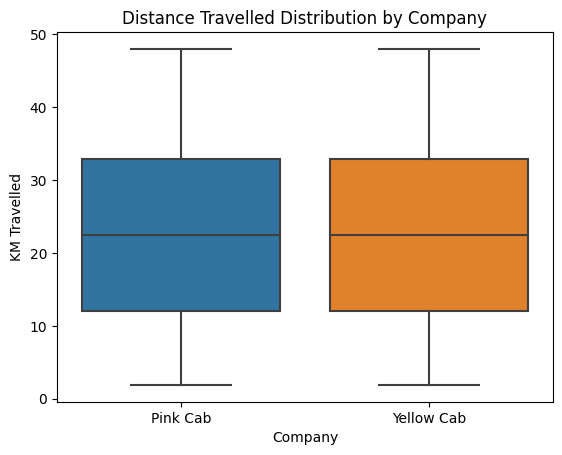 Distance Travelled Distribution by Company
KM Travelled
50
40
30
20
10
0
Pink Cab Yellow Cab
Company